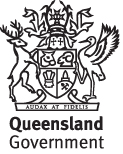 AUDAX AT FIDELIS
Queensland
Government